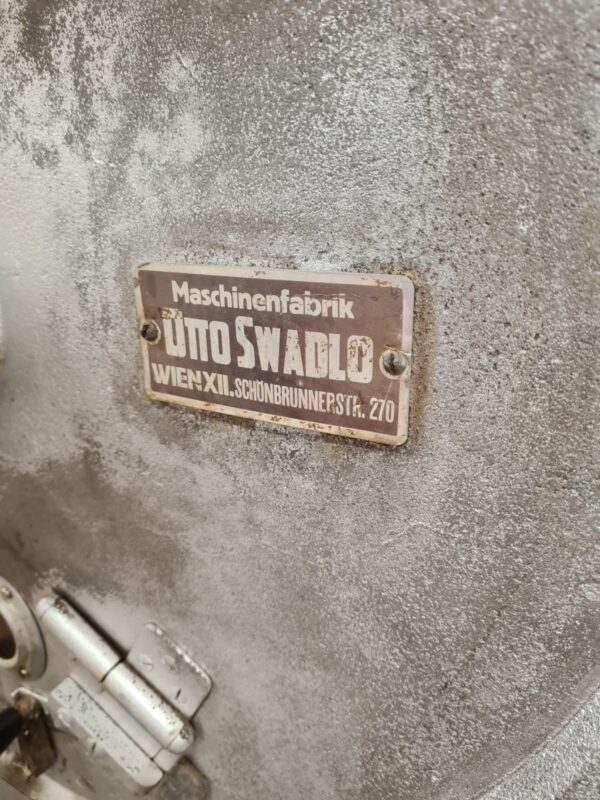 Maschinenfabrik
OTTO SWADLO
WIEN XII. SCHÖNBRUNNERSTR. 270